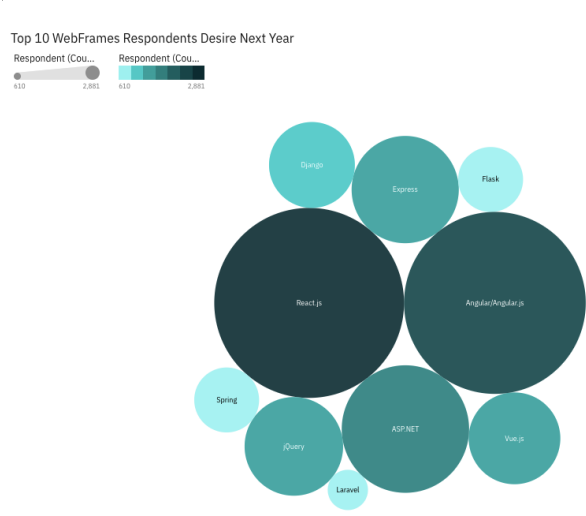 Top 10 WebFrames Respondents Desire Next Year
Respondent (Cou...
Respondent (Cou...
610
2,881
610
2,881
Django
Express
Flask
React.js
Angular/Angular.js
Spring
ASP.NET
Vue.js
jQuery
Laravel